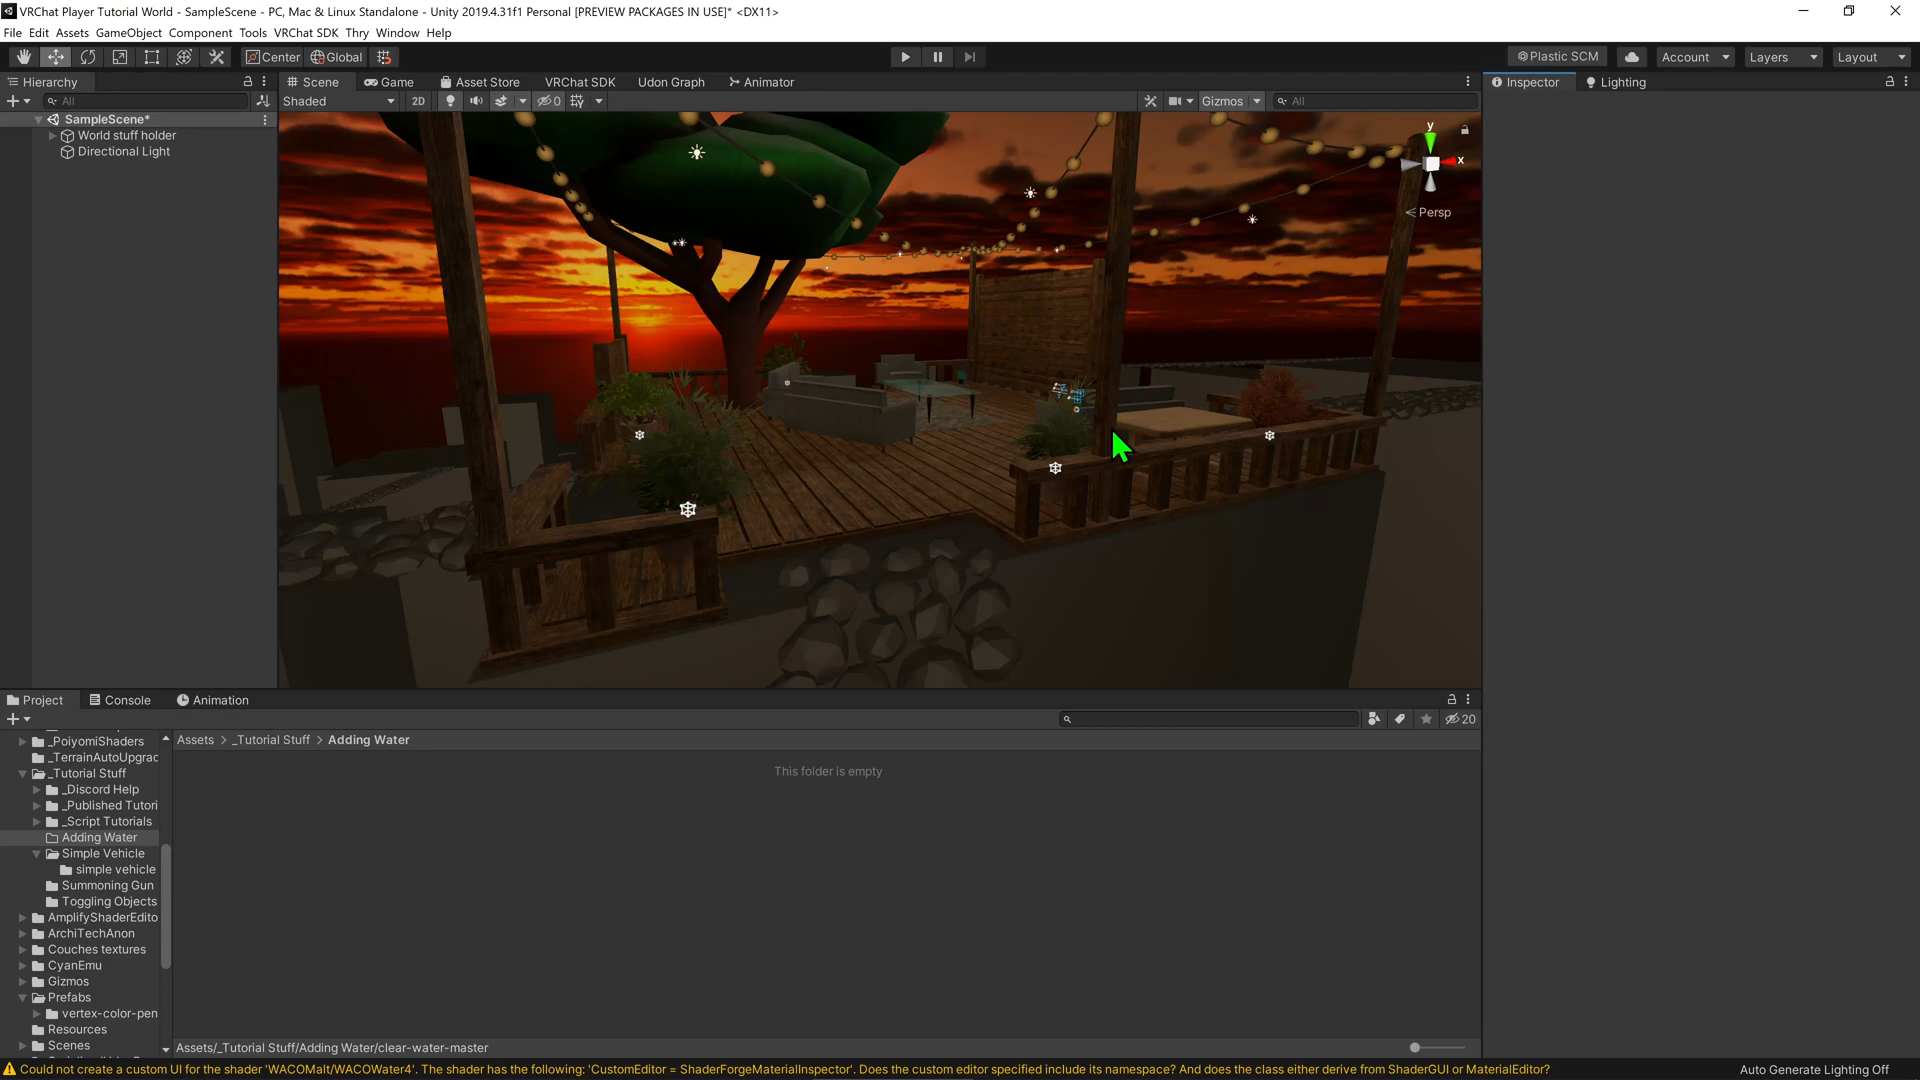 VRChat Player Tutorial World - SampleScene - PC, Mac & Linux Standalone - Unity 2019.4.31f1 Personal [PREVIEW PACKAGES IN USE]* <DX11>
File Edit Assets GameObject Component Tools VRChat SDK Thry Window Help
Center Global Plastic SCM Account Layers Layout
Hierarchy Scene Game Asset Store VRChat SDK Udon Graph Animator Inspector Lighting
All Shaded 2D 0 Gizmos All
SampleScene*
World stuff holder
Directional Light
y
x
Persp
Project Console Animation
20
Assets > _Tutorial Stuff > Adding Water
This folder is empty
_PoiyomiShaders
_TerrainAutoUpgrad
_Tutorial Stuff
_Discord Help
_Published Tutori
_Script Tutorials
Adding Water
Simple Vehicle
simple vehicle
Summoning Gun
Toggling Objects
AmplifyShaderEdito
ArchiTechAnon
Couches textures
CyanEmu
Gizmos
Prefabs
vertex-color-pen
Resources
Scenes
Assets/_Tutorial Stuff/Adding Water/clear-water-master
Could not create a custom UI for the shader 'WACOMalt/WACOWater4'. The shader has the following: 'CustomEditor = ShaderForgeMaterialInspector'. Does the custom editor specified include its namespace? And does the class either derive from ShaderGUI or MaterialEditor?
Auto Generate Lighting Off